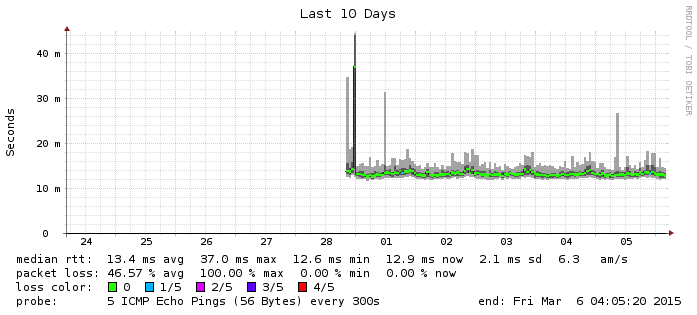 Last 10 Days
RRDTOOL / TOBI OETIKER
Seconds
40 m
30 m
20 m
10 m
0
24 25 26 27 28 01 02 03 04 05
median rtt: 13.4 ms avg 37.0 ms max 12.6 ms min 12.9 ms now 2.1 ms sd 6.3 am/s
packet loss: 46.57 % avg 100.00 % max 0.00 % min 0.00 % now
loss color: 0 1/5 2/5 3/5 4/5
probe: 5 ICMP Echo Pings (56 Bytes) every 300s end: Fri Mar 6 04:05:20 2015